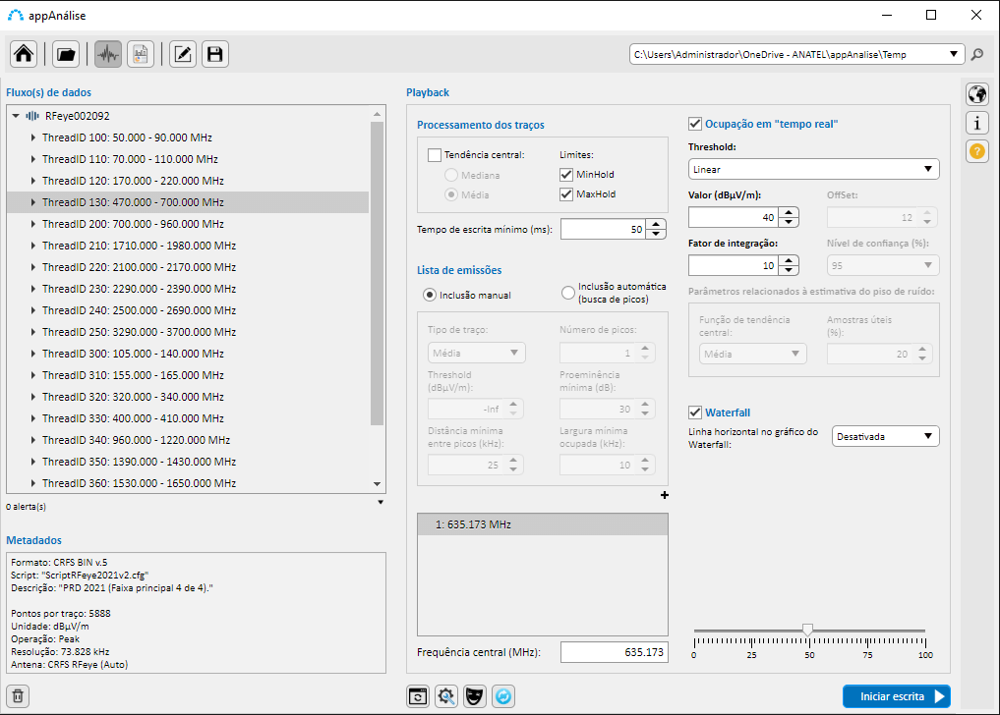 appAnálise
C:\Users\Administrador\OneDrive - ANATEL\appAnalise\Temp
Fluxo(s) de dados
RFeye002092
ThreadID 100: 50.000 - 90.000 MHz
ThreadID 110: 70.000 - 110.000 MHz
ThreadID 120: 170.000 - 220.000 MHz
ThreadID 130: 470.000 - 700.000 MHz
ThreadID 200: 700.000 - 960.000 MHz
ThreadID 210: 1710.000 - 1980.000 MHz
ThreadID 220: 2100.000 - 2170.000 MHz
ThreadID 230: 2290.000 - 2390.000 MHz
ThreadID 240: 2500.000 - 2690.000 MHz
ThreadID 250: 3290.000 - 3700.000 MHz
ThreadID 300: 105.000 - 140.000 MHz
ThreadID 310: 155.000 - 165.000 MHz
ThreadID 320: 320.000 - 340.000 MHz
ThreadID 330: 400.000 - 410.000 MHz
ThreadID 340: 960.000 - 1220.000 MHz
ThreadID 350: 1390.000 - 1430.000 MHz
ThreadID 360: 1530.000 - 1650.000 MHz
0 alerta(s)
Metadados
Formato: CRFS BIN v.5
Script: "ScriptRFeye2021v2.cfg"
Descrição: "PRD 2021 (Faixa principal 4 de 4)."
Pontos por traço: 5888
Unidade: dBµV/m
Operação: Peak
Resolução: 73.828 kHz
Antena: CRFS RFeye (Auto)
Playback
Processamento dos traços
Tendência central:
Limites:
Mediana
MinHold
Média
MaxHold
Tempo de escrita mínimo (ms):
50
Lista de emissões
Inclusão manual
Inclusão automática
(busca de picos)
Tipo de traço:
Número de picos:
Média
1
Threshold
(dBµV/m):
Proeminência
mínima (dB):
-Inf
30
Distância mínima
entre picos (kHz):
Largura mínima
ocupada (kHz):
25
10
+
1: 635.173 MHz
Frequência central (MHz):
635.173
Ocupação em "tempo real"
Threshold:
Linear
Valor (dBµV/m):
OffSet:
40
12
Fator de integração:
Nível de confiança (%):
10
95
Parâmetros relacionados à estimativa do piso de ruído:
Função de tendência
central:
Amostras úteis
(%):
Média
20
Waterfall
Linha horizontal no gráfico do
Waterfall:
Desativada
0 25 50 75 100
Iniciar escrita